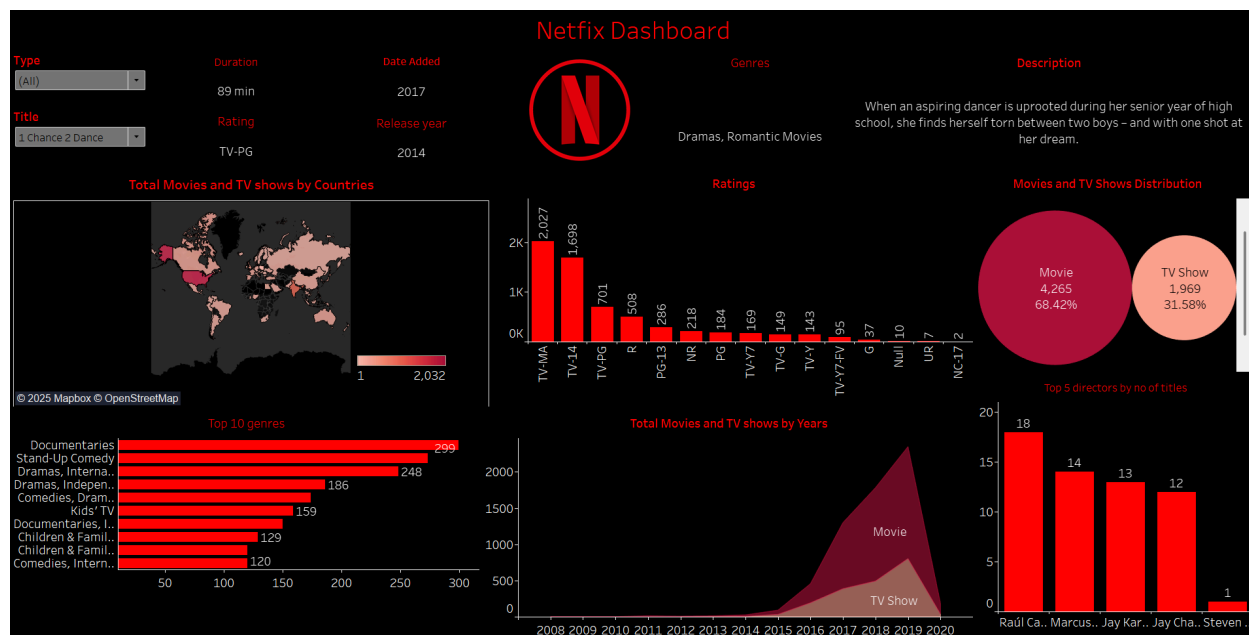 Netfix Dashboard
Type
(All)
Title
1 Chance 2 Dance
Duration
89 min
Rating
TV-PG
Date Added
2017
Release year
2014
N
Genres
Dramas, Romantic Movies
Description
When an aspiring dancer is uprooted during her senior year of high
school, she finds herself torn between two boys – and with one shot at
her dream.
Total Movies and TV shows by Countries
1 2,032
© 2025 Mapbox © OpenStreetMap
Ratings
2K
1K
0K
2,027
1,698
701
508
286
218
184
169
149
143
95
37
10
7
2
TV-MA
TV-14
TV-PG
R
PG-13
NR
PG
TV-Y7
TV-G
TV-Y
TV-Y7-FV
G
Null
UR
NC-17
Movies and TV Shows Distribution
Movie
4,265
68.42%
TV Show
1,969
31.58%
Top 10 genres
Documentaries 299
Stand-Up Comedy
Dramas, Interna.. 248
Dramas, Indepen.. 186
Comedies, Dram..
Kids' TV 159
Documentaries, I..
Children & Famil.. 129
Children & Famil..
Comedies, Intern.. 120
50 100 150 200 250 300
Total Movies and TV shows by Years
2000
1500
1000
500
0
Movie
TV Show
2008 2009 2010 2011 2012 2013 2014 2015 2016 2017 2018 2019 2020
Top 5 directors by no of titles
20
15
10
5
0
18
14
13
12
1
Raúl Ca.. Marcus.. Jay Kar.. Jay Cha.. Steven .